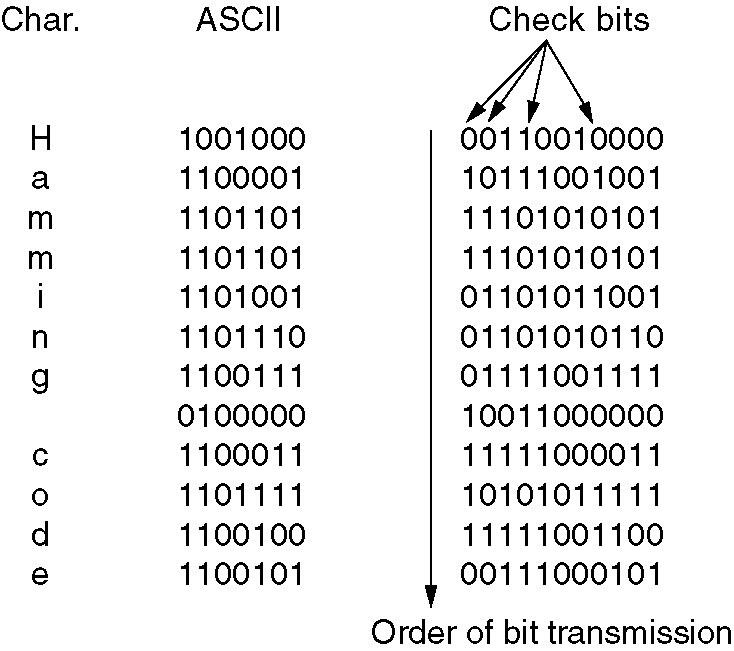 Char. ASCII Check bits
H 1001000 00110010000
a 1100001 10111001001
m 1101101 11101010101
m 1101101 11101010101
i 1101001 01101011001
n 1101110 01101010110
g 1100111 01111001111
0100000 10011000000
c 1100011 11111000011
o 1101111 10101011111
d 1100100 11111001100
e 1100101 00111000101
Order of bit transmission